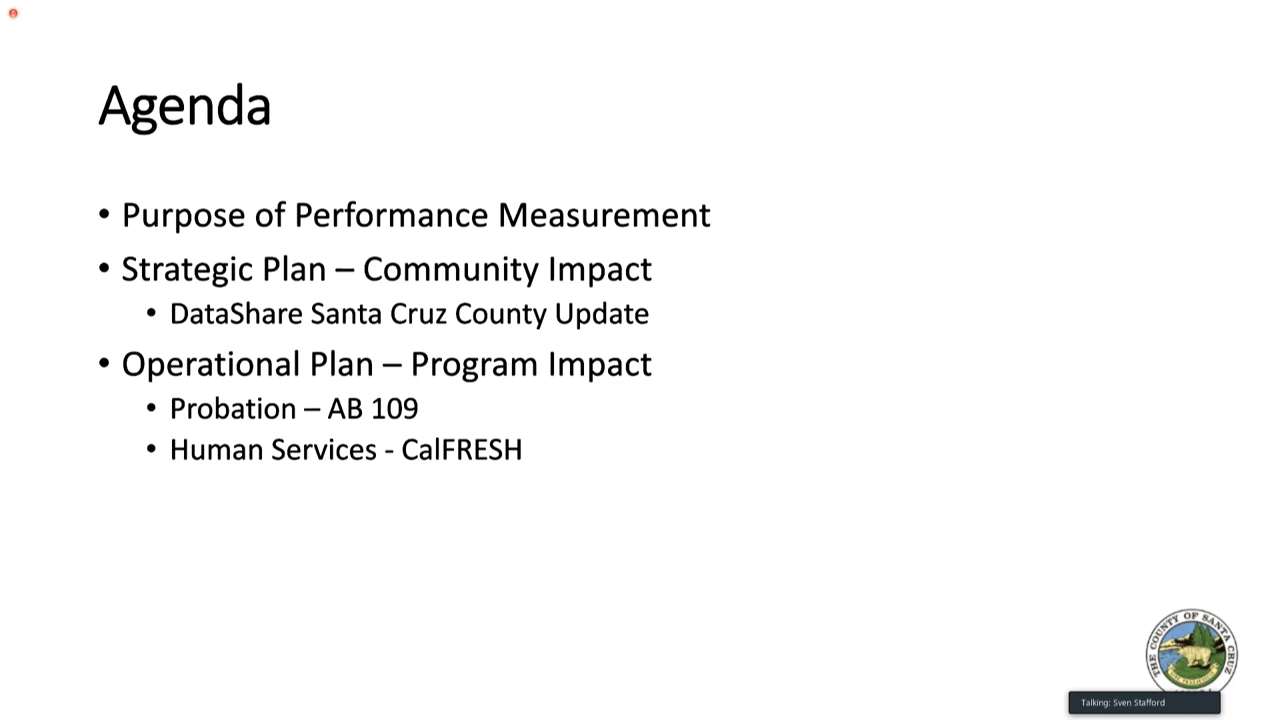 Agenda
• Purpose of Performance Measurement
• Strategic Plan – Community Impact
• DataShare Santa Cruz County Update
• Operational Plan – Program Impact
• Probation – AB 109
• Human Services - CalFRESH
THE COUNTY OF SANTA CRUZ
Talking: Sven Stafford